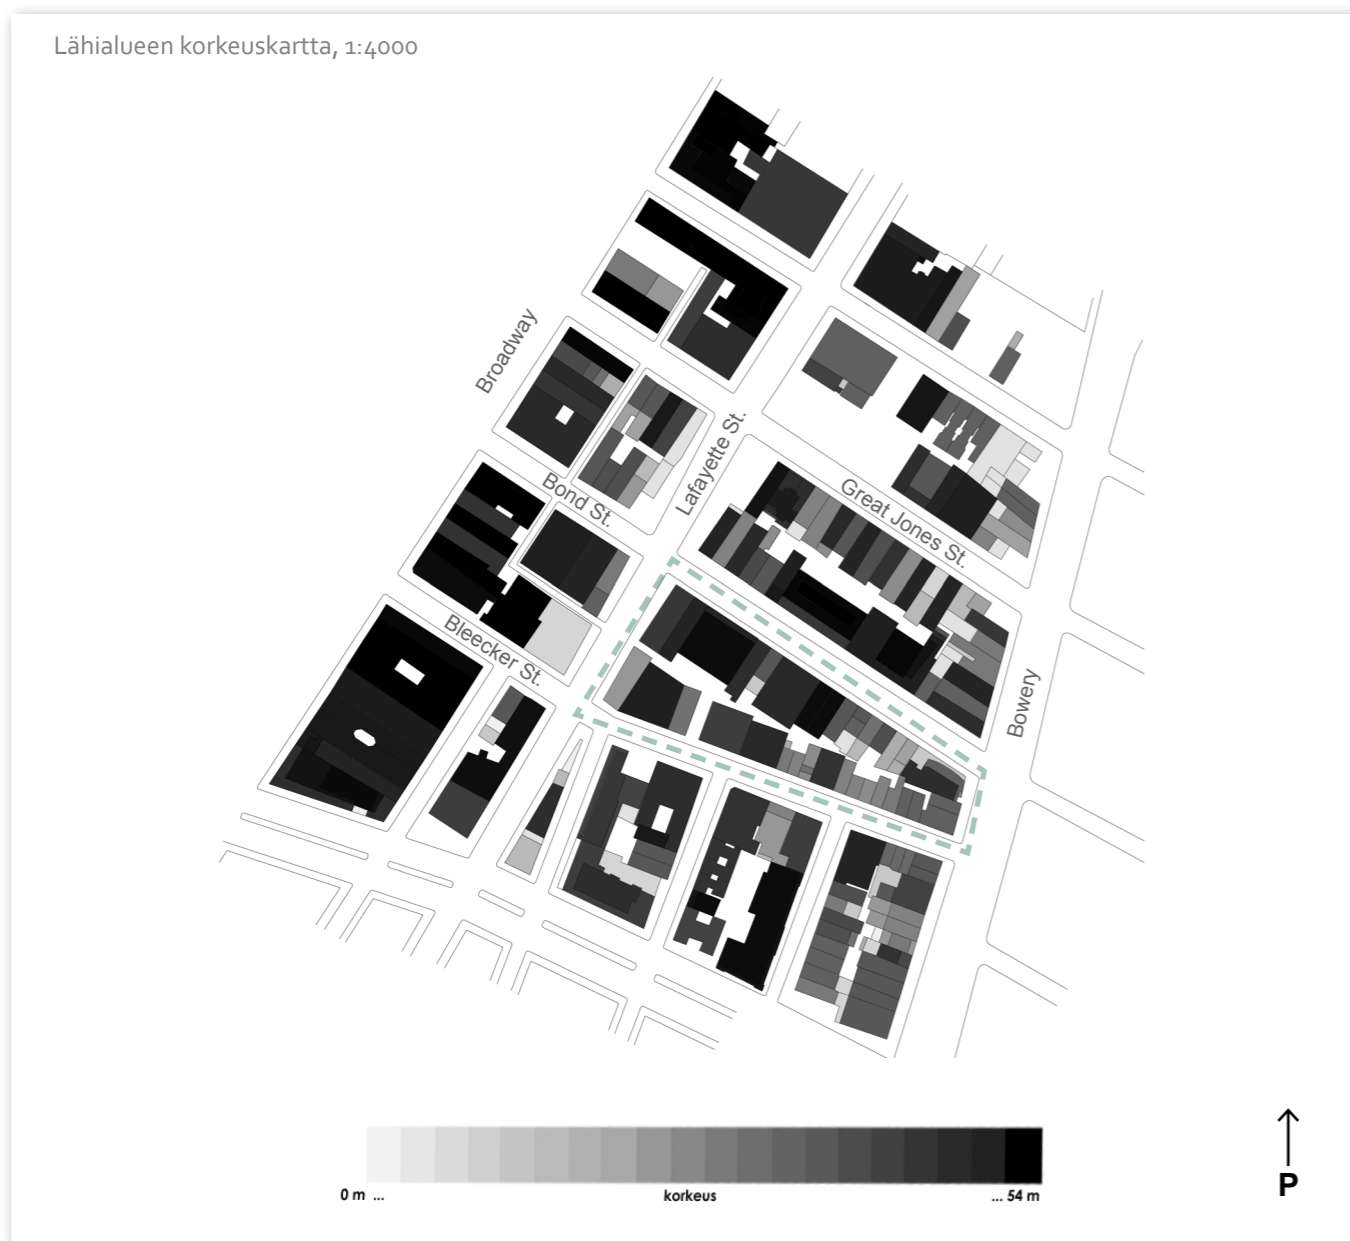 Lähialueen korkeuskartta, 1:4000
Broadway
Lafayette St.
Bond St.
Great Jones St.
Bleecker St.
Bowery
0 m ...
korkeus
... 54 m
P